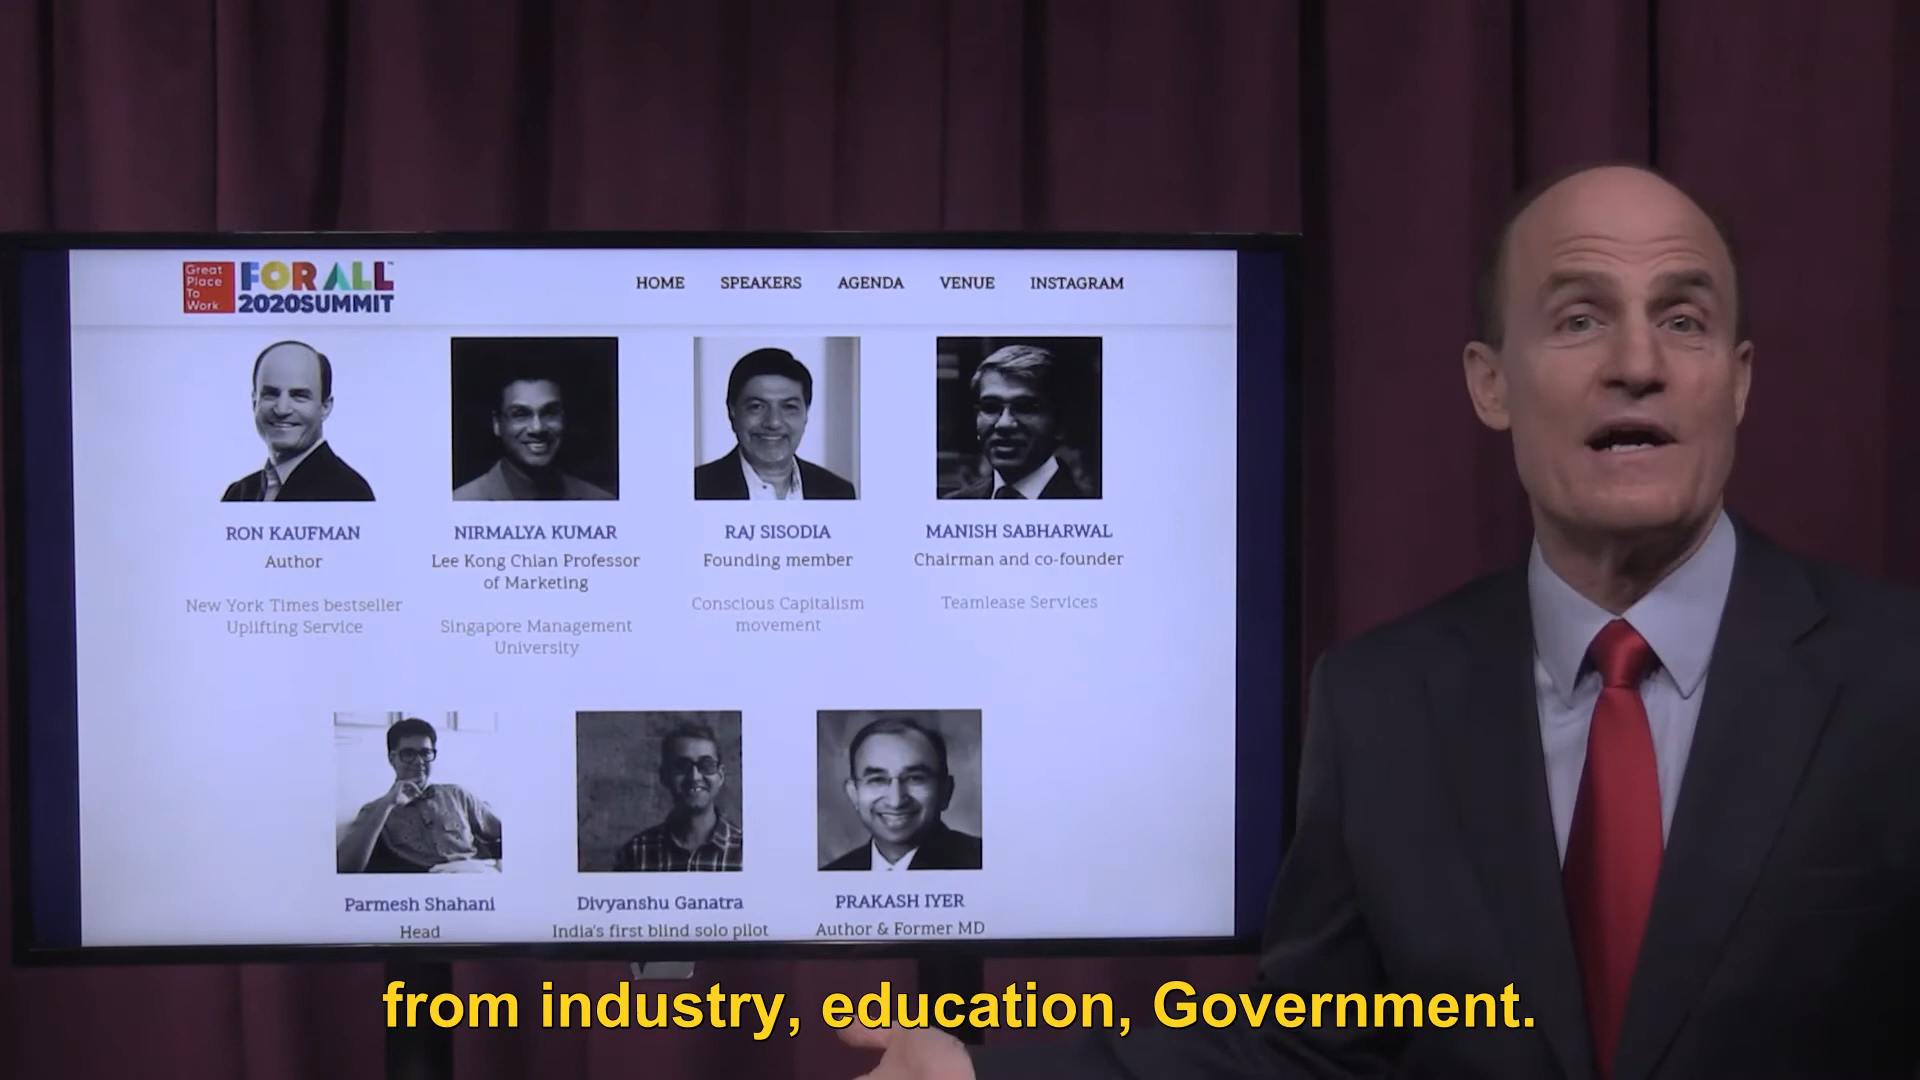 Great
Place
To
Work
FOR ALL™
2020SUMMIT
HOME SPEAKERS AGENDA VENUE INSTAGRAM
RON KAUFMAN
Author
New York Times bestseller
Uplifting Service
NIRMALYA KUMAR
Lee Kong Chian Professor
of Marketing
Singapore Management
University
RAJ SISODIA
Founding member
Conscious Capitalism
movement
MANISH SABHARWAL
Chairman and co-founder
Teamlease Services
Parmesh Shahani
Head
Divyanshu Ganatra
India's first blind solo pilot
PRAKASH IYER
Author & Former MD
from industry, education, Government.